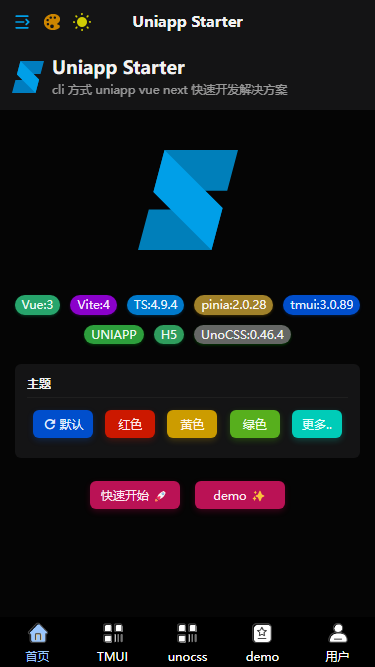 Uniapp Starter
Uniapp Starter
cli 方式 uniapp vue next 快速开发解决方案
Vue:3 Vite:4 TS:4.9.4 pinia:2.0.28 tmui:3.0.89
UNIAPP H5 UnoCSS:0.46.4
主题
默认 红色 黄色 绿色 更多..
快速开始 🚀 demo ✨
首页 TMUI unocss demo 用户